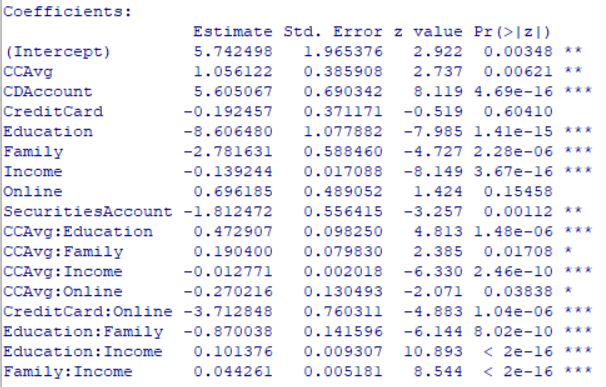 Coefficients:
Estimate Std. Error z value Pr(>|z|)
(Intercept) 5.742498 1.965376 2.922 0.00348 **
CCAvg 1.056122 0.385908 2.737 0.00621 **
CDAccount 5.605067 0.690342 8.119 4.69e-16 ***
CreditCard -0.192457 0.371171 -0.519 0.60410
Education -8.606480 1.077882 -7.985 1.41e-15 ***
Family -2.781631 0.588460 -4.727 2.28e-06 ***
Income -0.139244 0.017088 -8.149 3.67e-16 ***
Online 0.696185 0.489052 1.424 0.15458
SecuritiesAccount -1.812472 0.556415 -3.257 0.00112 **
CCAvg:Education 0.472907 0.098250 4.813 1.48e-06 ***
CCAvg:Family 0.190400 0.079830 2.385 0.01708 *
CCAvg:Income -0.012771 0.002018 -6.330 2.46e-10 ***
CCAvg:Online -0.270216 0.130493 -2.071 0.03838 *
CreditCard:Online -3.712848 0.760311 -4.883 1.04e-06 ***
Education:Family -0.870038 0.141596 -6.144 8.02e-10 ***
Education:Income 0.101376 0.009307 10.893 < 2e-16 ***
Family:Income 0.044261 0.005181 8.544 < 2e-16 ***